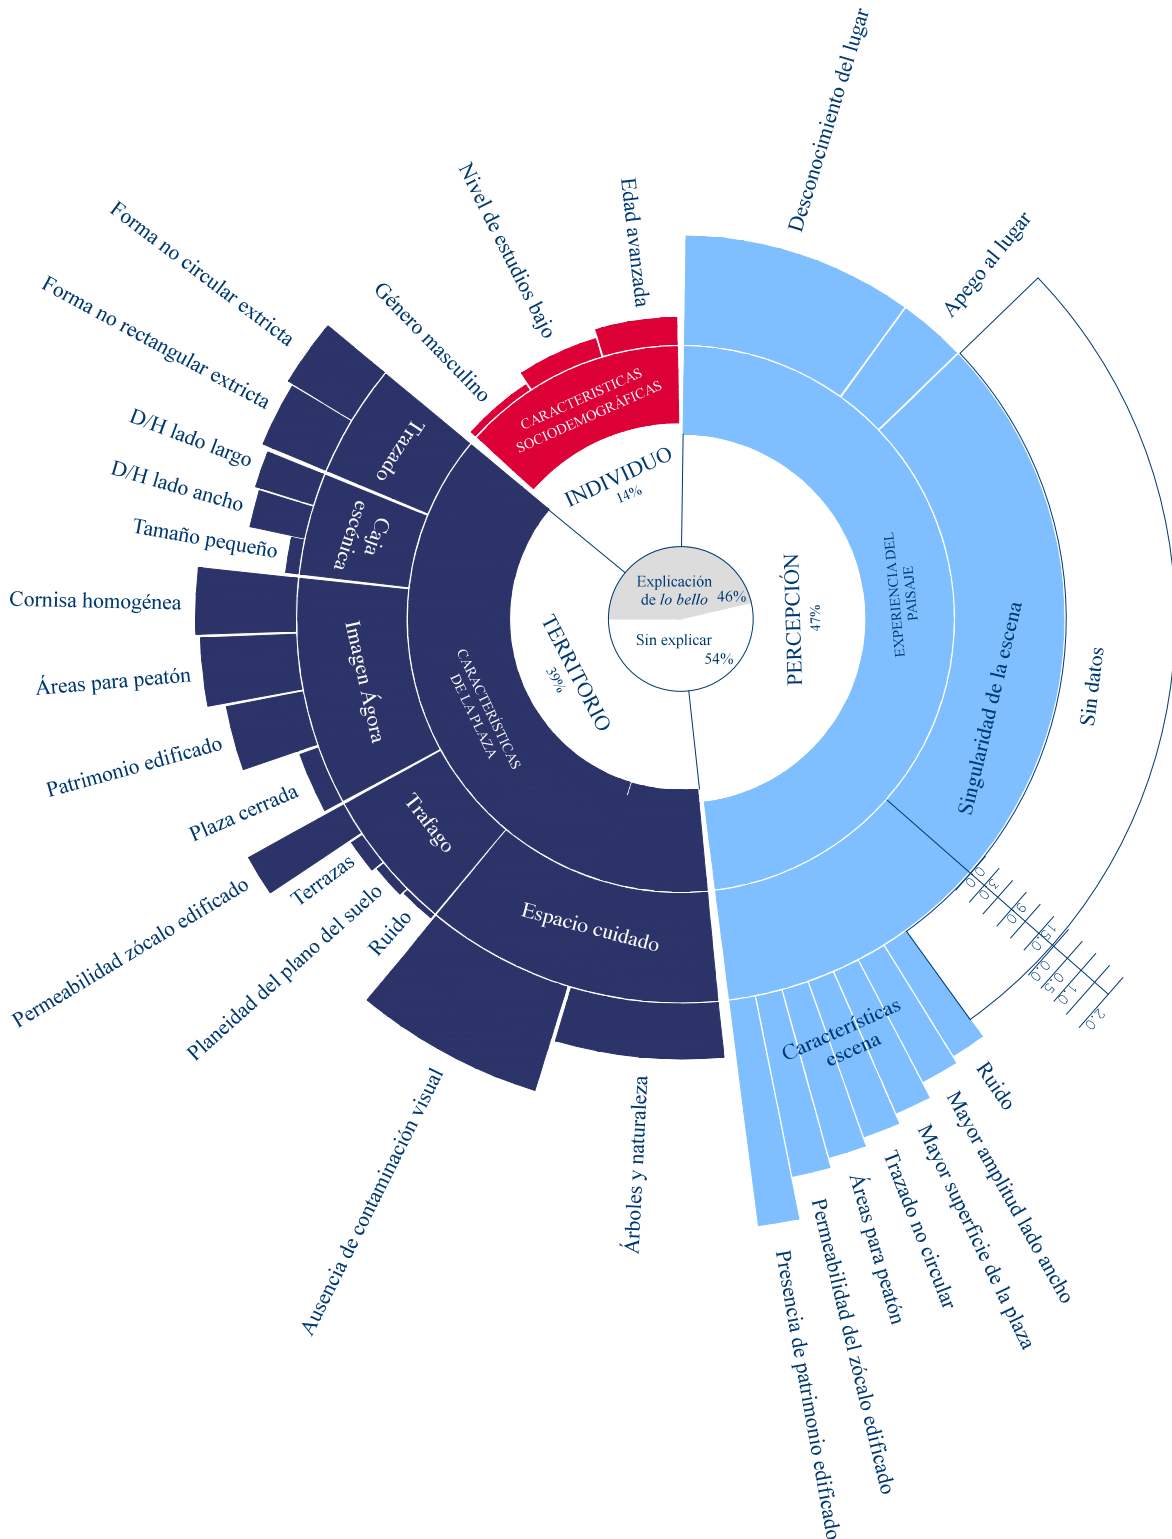 Explicación
de lo bello 46%
Sin explicar
54%
INDIVIDUO
14%
CARACTERISTICAS
SOCIODEMOGRÁFICAS
Género masculino
Nivel de estudios bajo
Edad avanzada
PERCEPCIÓN
47%
EXPERIENCIA DEL
PAISAJE
Desconocimiento del lugar
Apego al lugar
Singularidad de la escena
Sin datos
Características
escena
Ruido
Mayor amplitud lado ancho
Mayor superficie de la plaza
Trazado no circular
Áreas para peatón
Permeabilidad del zócalo edificado
Presencia de patrimonio edificado
TERRITORIO
39%
CARACTERÍSTICAS
DE LA PLAZA
Espacio cuidado
Árboles y naturaleza
Ausencia de contaminación visual
Trafago
Ruido
Planeidad del plano del suelo
Terrazas
Permeabilidad zócalo edificado
Imagen Ágora
Plaza cerrada
Patrimonio edificado
Áreas para peatón
Cornisa homogénea
Caja
escénica
Tamaño pequeño
D/H lado ancho
D/H lado largo
Trazado
Forma no rectangular extricta
Forma no circular extricta